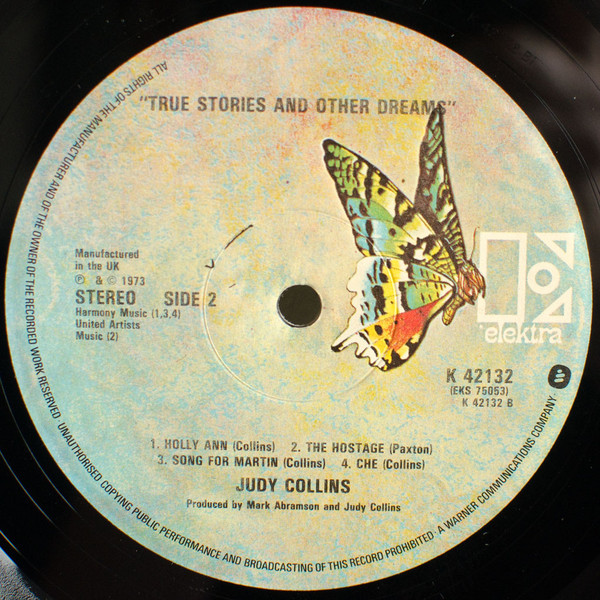 "TRUE STORIES AND OTHER DREAMS"
Manufactured
in the UK
℗ & © 1973
STEREO SIDE 2
Harmony Music (1,3,4)
United Artists
Music (2)
elektra
K 42132
(EKS 75053)
K 42132 B
1. HOLLY ANN (Collins) 2. THE HOSTAGE (Paxton)
3. SONG FOR MARTIN (Collins) 4. CHE (Collins)
JUDY COLLINS
Produced by Mark Abramson and Judy Collins
ALL RIGHTS OF THE MANUFACTURER AND OF THE OWNER OF THE RECORDED WORK RESERVED · UNAUTHORISED COPYING PUBLIC PERFORMANCE AND BROADCASTING OF THIS RECORD PROHIBITED · A WARNER COMMUNICATIONS COMPANY